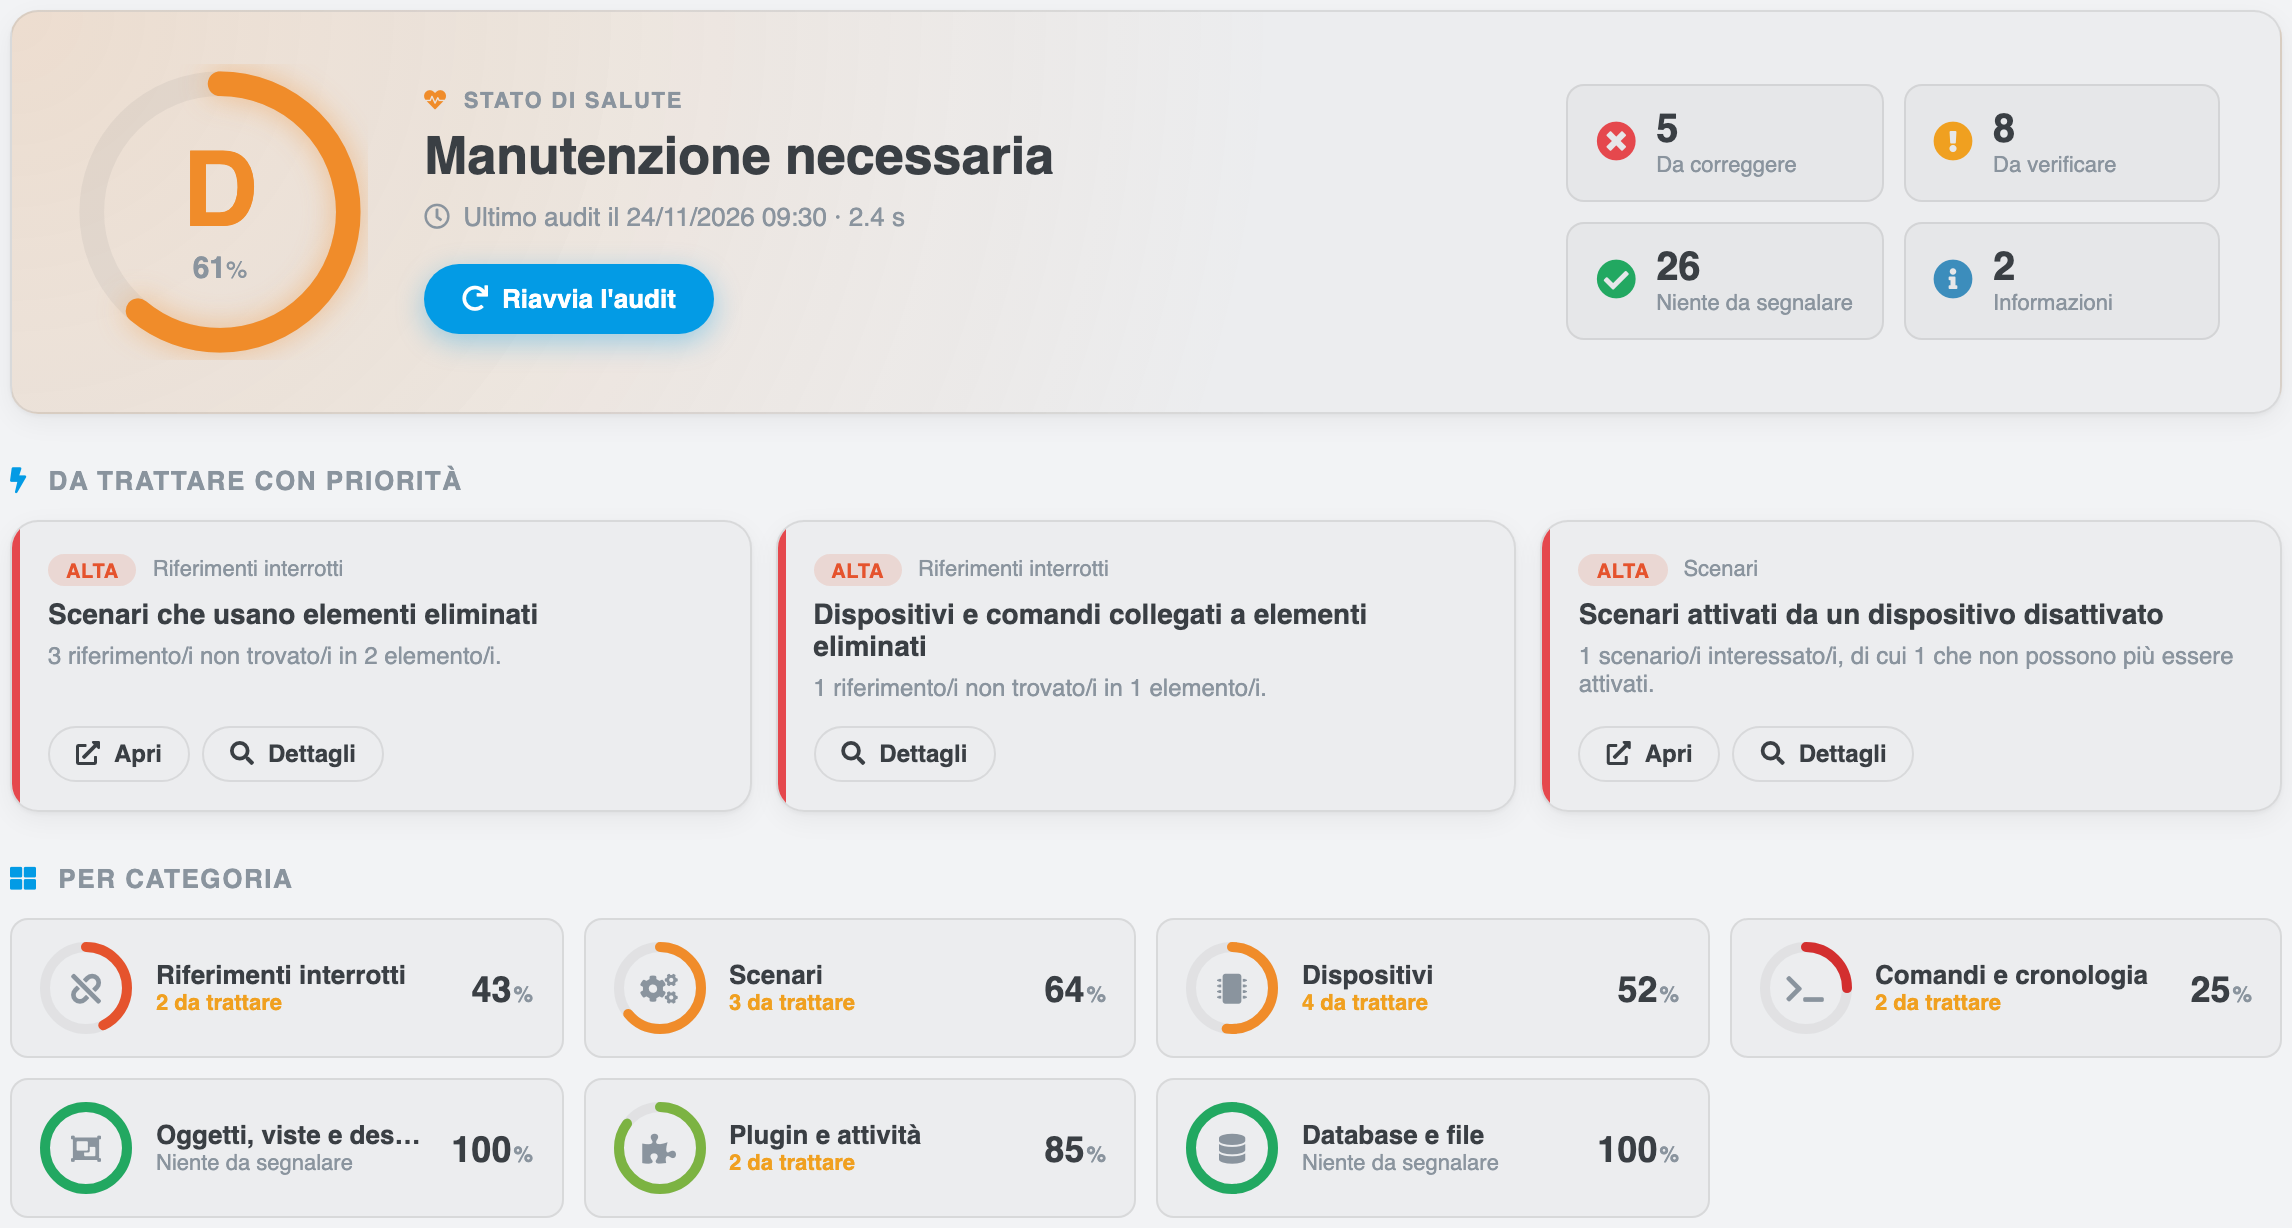 D
61%
STATO DI SALUTE
Manutenzione necessaria
Ultimo audit il 24/11/2026 09:30 · 2.4 s
Riavvia l'audit
5
Da correggere
8
Da verificare
26
Niente da segnalare
2
Informazioni
DA TRATTARE CON PRIORITÀ
ALTA Riferimenti interrotti
Scenari che usano elementi eliminati
3 riferimento/i non trovato/i in 2 elemento/i.
Apri
Dettagli
ALTA Riferimenti interrotti
Dispositivi e comandi collegati a elementi
eliminati
1 riferimento/i non trovato/i in 1 elemento/i.
Dettagli
ALTA Scenari
Scenari attivati da un dispositivo disattivato
1 scenario/i interessato/i, di cui 1 che non possono più essere
attivati.
Apri
Dettagli
PER CATEGORIA
Riferimenti interrotti
2 da trattare
43%
Scenari
3 da trattare
64%
Dispositivi
4 da trattare
52%
Comandi e cronologia
2 da trattare
25%
Oggetti, viste e des...
Niente da segnalare
100%
Plugin e attività
2 da trattare
85%
Database e file
Niente da segnalare
100%